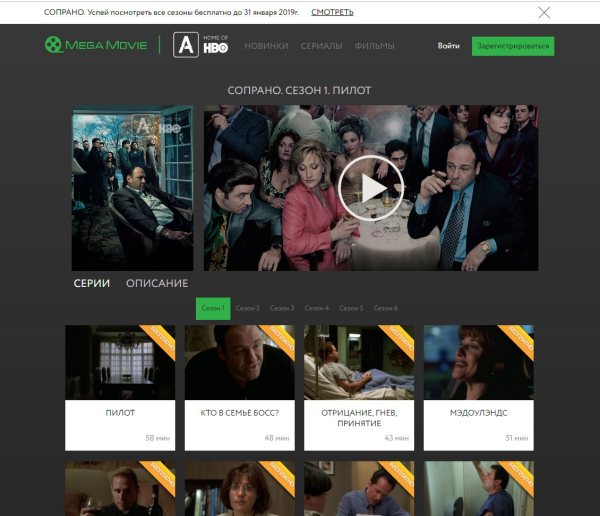 СОПРАНО. Успей посмотреть все сезоны бесплатно до 31 января 2019г. СМОТРЕТЬ
MEGAMOVIE A HOME OF HBO НОВИНКИ СЕРИАЛЫ ФИЛЬМЫ Войти Зарегистрироваться
СОПРАНО. СЕЗОН 1. ПИЛОТ
A HBO
СЕРИИ ОПИСАНИЕ
Сезон 1 Сезон 2 Сезон 3 Сезон 4 Сезон 5 Сезон 6
БЕСПЛАТНО БЕСПЛАТНО БЕСПЛАТНО БЕСПЛАТНО
ПИЛОТ
58 мин
КТО В СЕМЬЕ БОСС?
48 мин
ОТРИЦАНИЕ, ГНЕВ,
ПРИНЯТИЕ
43 мин
МЭДОУЛЭНДС
51 мин
БЕСПЛАТНО БЕСПЛАТНО БЕСПЛАТНО БЕСПЛАТНО